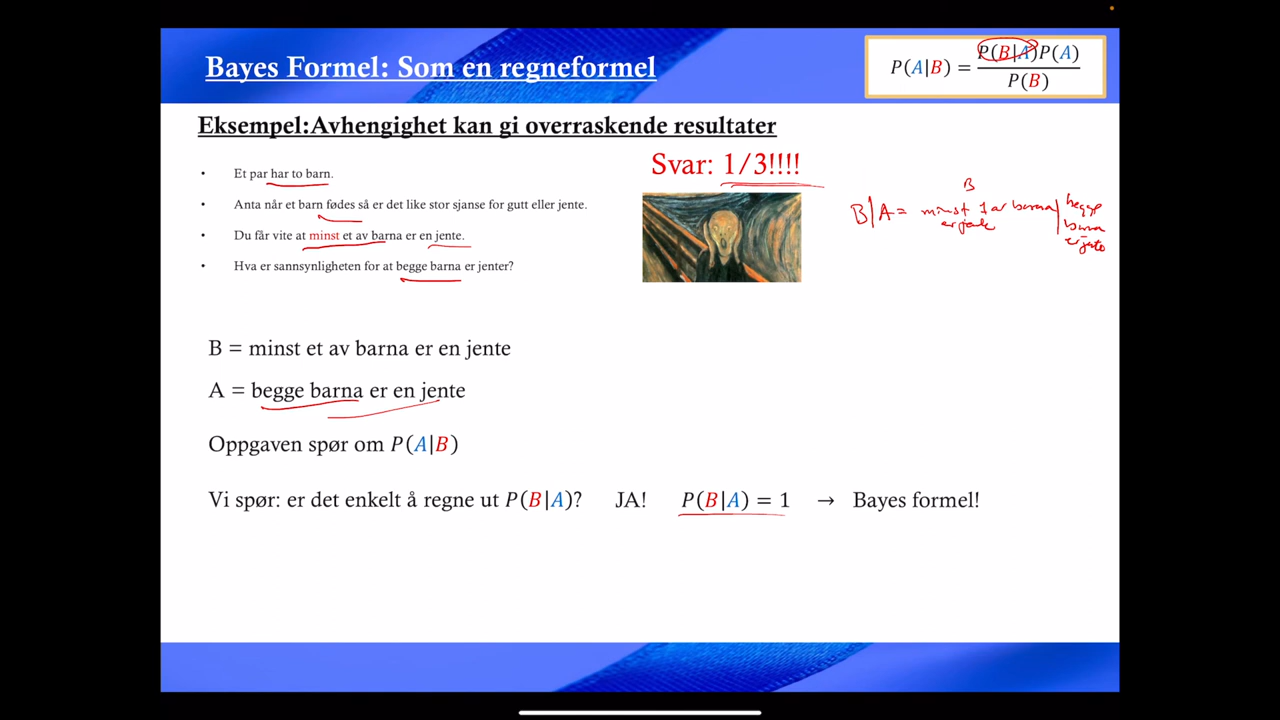 Bayes Formel: Som en regneformel
P(A|B) = P(B|A)P(A) / P(B)
Eksempel:Avhengighet kan gi overraskende resultater
• Et par har to barn.
• Anta når et barn fødes så er det like stor sjanse for gutt eller jente.
• Du får vite at minst et av barna er en jente.
• Hva er sannsynligheten for at begge barna er jenter?
Svar: 1/3!!!!
B
B|A = minst 1 av barna | begge
er jente barna
er jente
B = minst et av barna er en jente
A = begge barna er en jente
Oppgaven spør om P(A|B)
Vi spør: er det enkelt å regne ut P(B|A)? JA! P(B|A) = 1 → Bayes formel!